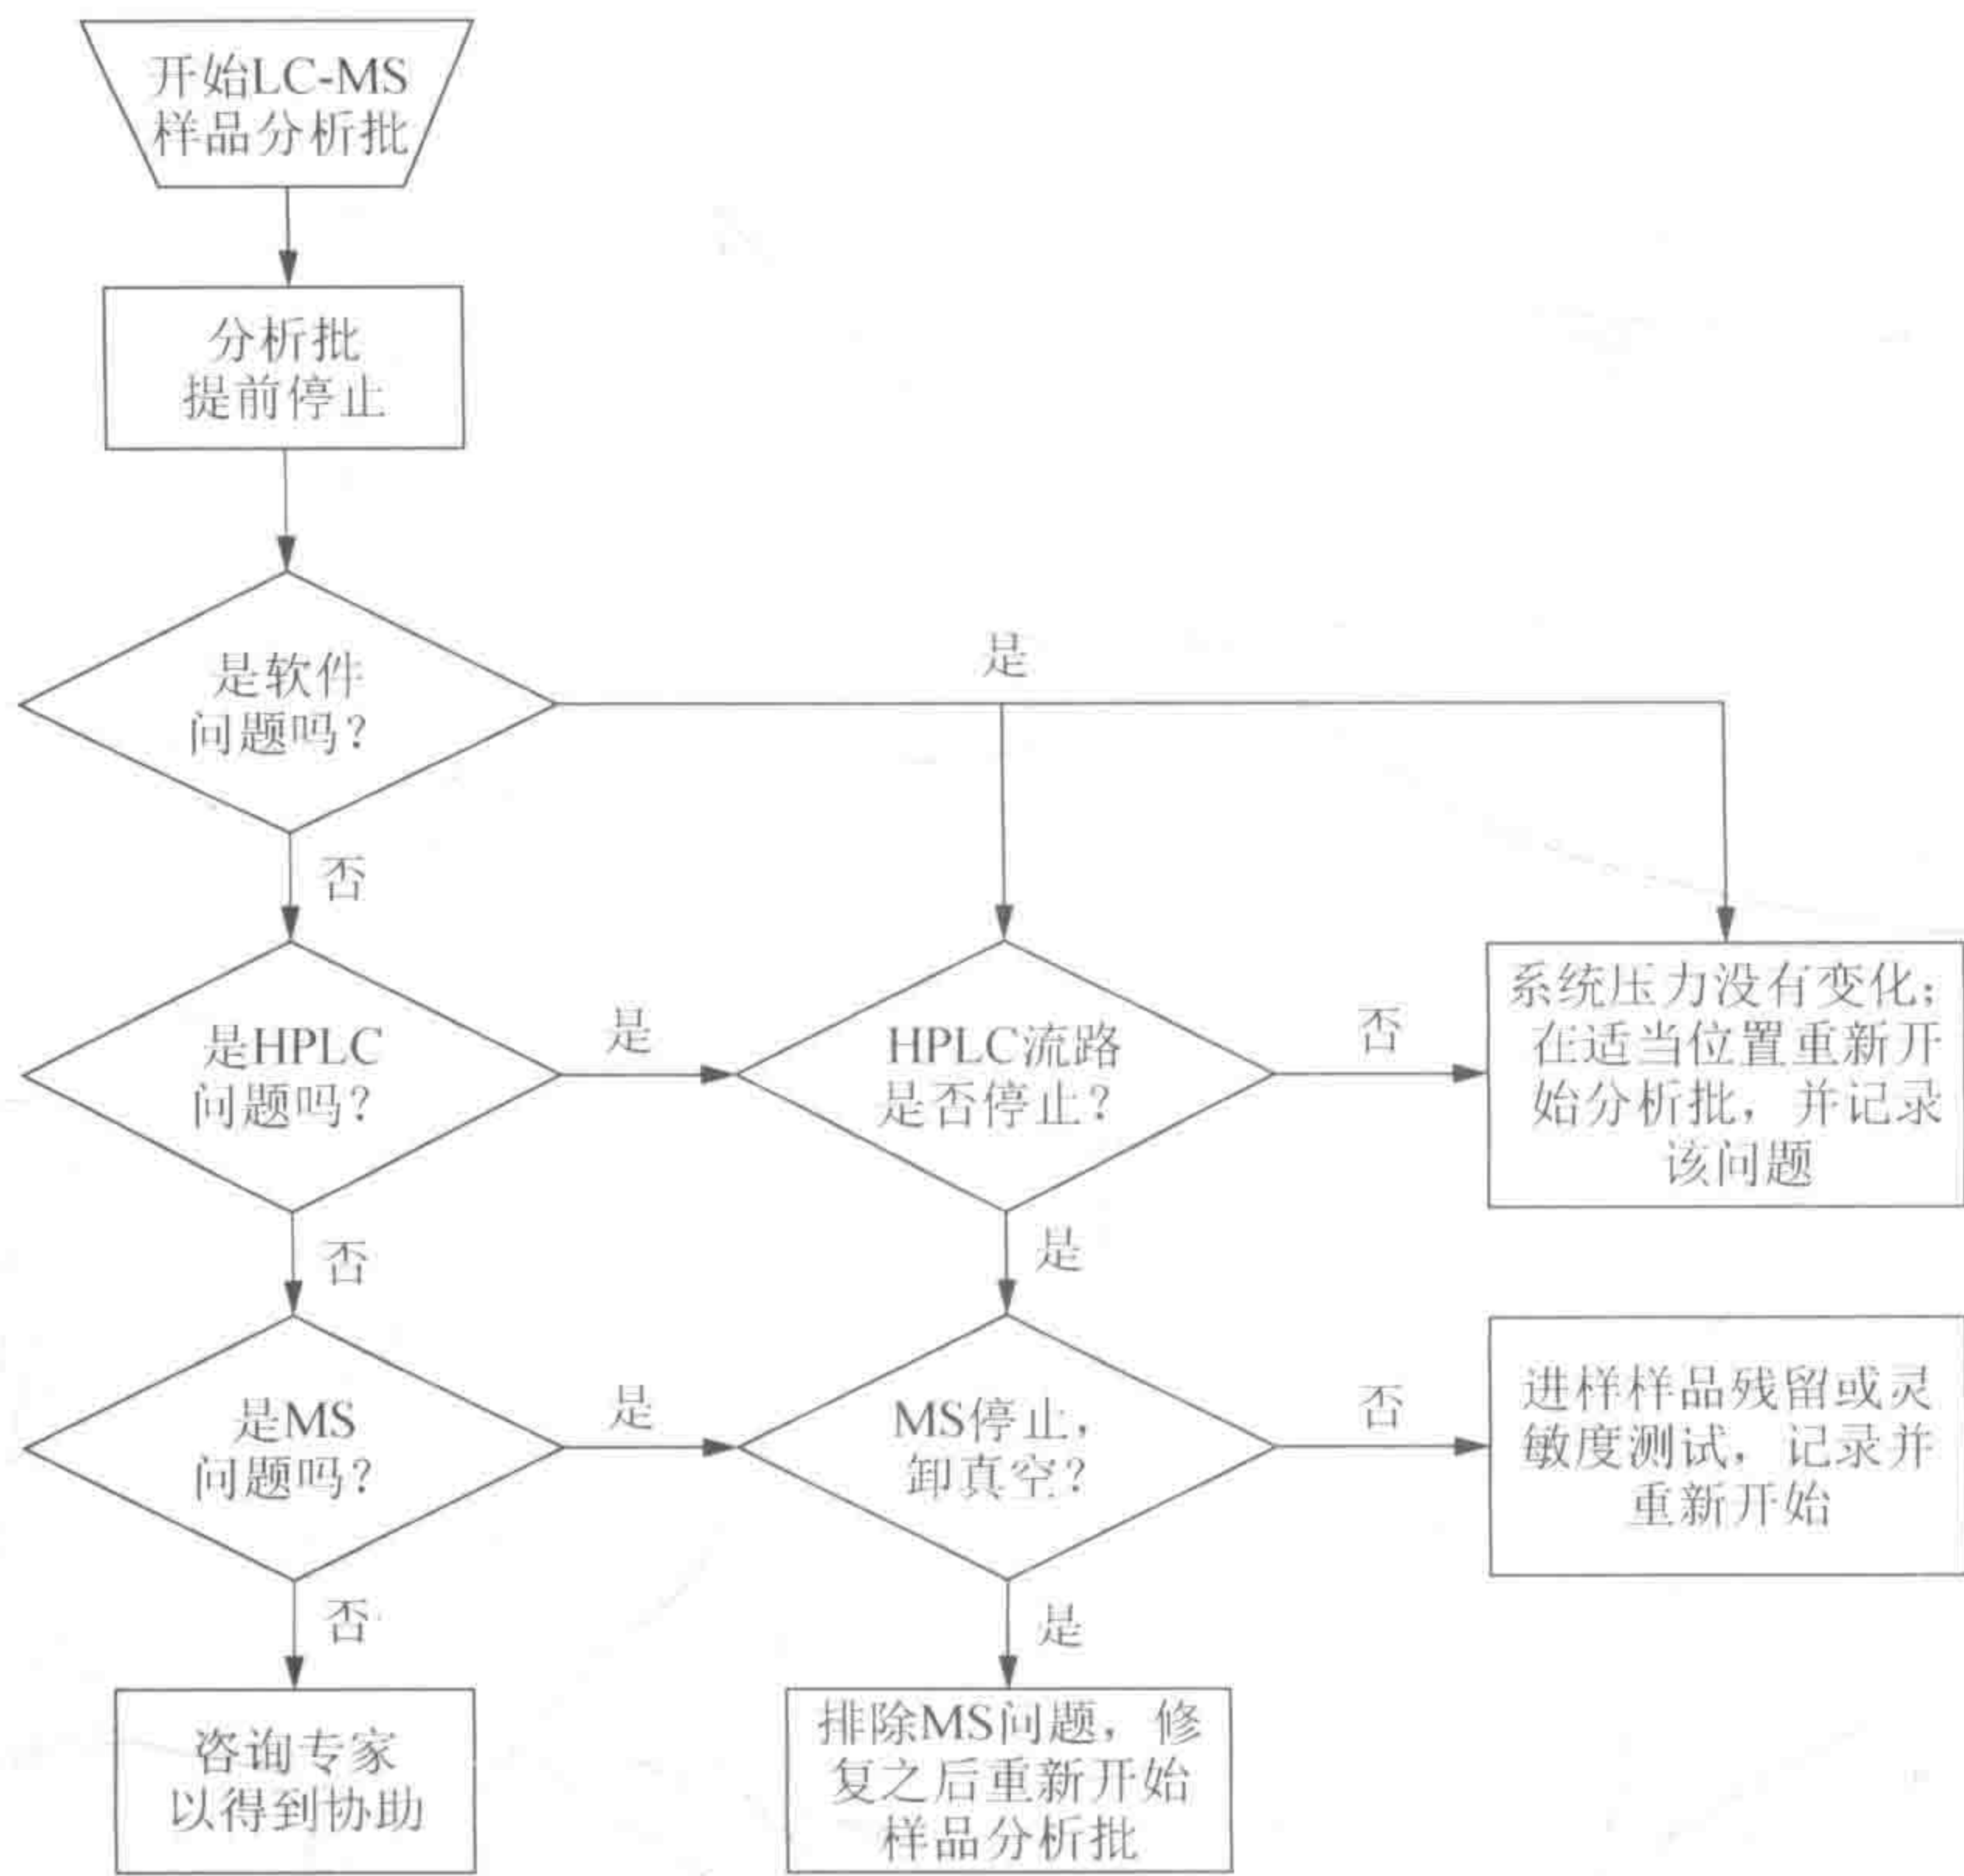 开始LC-MS
样品分析批
分析批
提前停止
是软件
问题吗？
是
否
是HPLC
问题吗？
是
HPLC流路
是否停止？
否
系统压力没有变化；
在适当位置重新开
始分析批，并记录
该问题
否
是
是MS
问题吗？
是
MS停止，
卸真空？
否
进样样品残留或灵
敏度测试，记录并
重新开始
否
是
咨询专家
以得到协助
排除MS问题，修
复之后重新开始
样品分析批